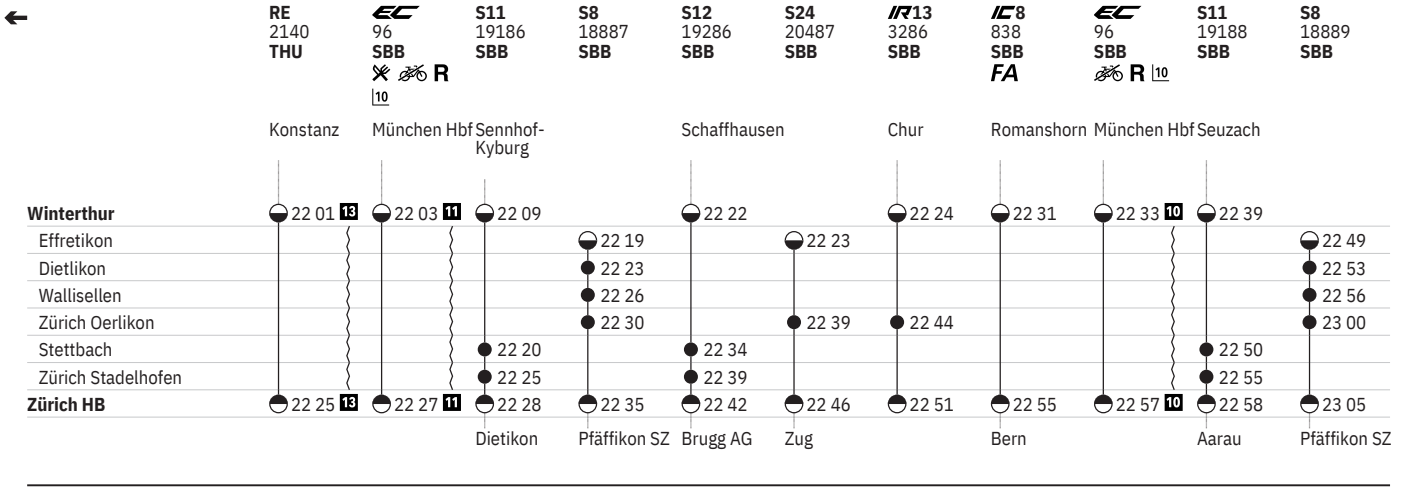 RE EC S11 S8 S12 S24 IR13 IC8 EC S11 S8
2140 96 19186 18887 19286 20487 3286 838 96 19188 18889
THU SBB SBB SBB SBB SBB SBB SBB SBB SBB SBB
R FA R 10
10
Konstanz München Hbf Sennhof- Schaffhausen Chur Romanshorn München Hbf Seuzach
Kyburg
Winterthur 22 01 13 22 03 11 22 09 22 22 22 24 22 31 22 33 10 22 39
Effretikon 22 19 22 23 22 49
Dietlikon 22 23 22 53
Wallisellen 22 26 22 56
Zürich Oerlikon 22 30 22 39 22 44 23 00
Stettbach 22 20 22 34 22 50
Zürich Stadelhofen 22 25 22 39 22 55
Zürich HB 22 25 13 22 27 11 22 28 22 35 22 42 22 46 22 51 22 55 22 57 10 22 58 23 05
Dietikon Pfäffikon SZ Brugg AG Zug Bern Aarau Pfäffikon SZ